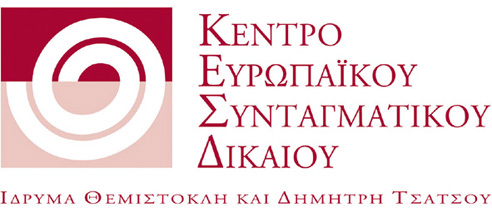 ΚΕΝΤΡΟ
ΕΥΡΩΠΑΪΚΟΥ
ΣΥΝΤΑΓΜΑΤΙΚΟΥ
ΔΙΚΑΙΟΥ
ΙΔΡΥΜΑ ΘΕΜΙΣΤΟΚΛΗ ΚΑΙ ΔΗΜΗΤΡΗ ΤΣΑΤΣΟΥ